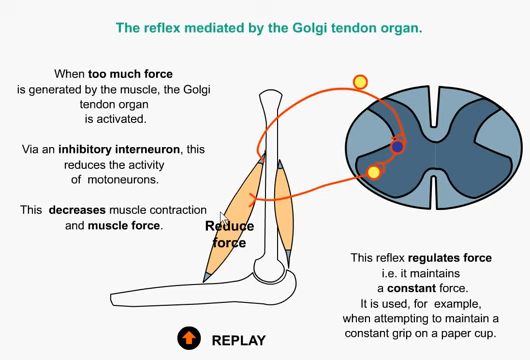 The reflex mediated by the Golgi tendon organ.
When too much force
is generated by the muscle, the Golgi
tendon organ
is activated.
Via an inhibitory interneuron, this
reduces the activity
of motoneurons.
This decreases muscle contraction
and muscle force.
Reduce
force
This reflex regulates force
i.e. it maintains
a constant force.
It is used, for example,
when attempting to maintain a
constant grip on a paper cup.
REPLAY